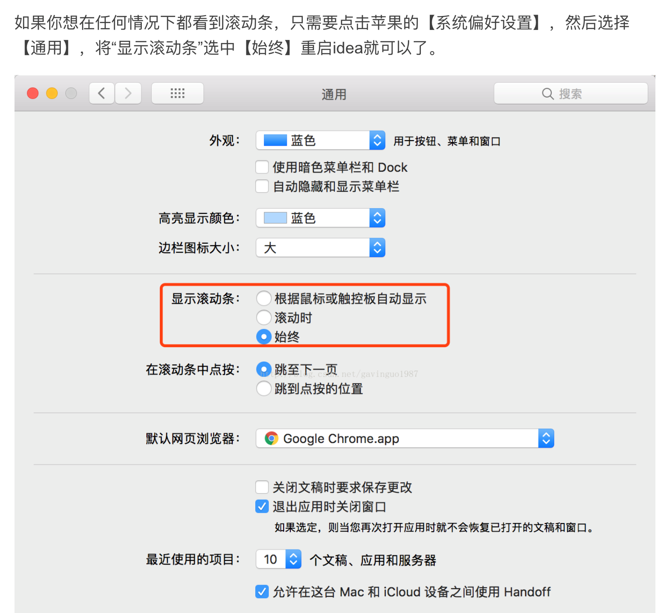 如果你想在任何情况下都看到滚动条，只需要点击苹果的【系统偏好设置】，然后选择
【通用】，将“显示滚动条”选中【始终】重启idea就可以了。
通用
搜索
外观：
蓝色
用于按钮、菜单和窗口
使用暗色菜单栏和 Dock
自动隐藏和显示菜单栏
高亮显示颜色：
蓝色
边栏图标大小：
大
显示滚动条：
根据鼠标或触控板自动显示
滚动时
始终
在滚动条中点按：
跳至下一页
跳到点按的位置
默认网页浏览器：
Google Chrome.app
关闭文稿时要求保存更改
退出应用时关闭窗口
如果选定，则当您再次打开应用时就不会恢复已打开的文稿和窗口。
最近使用的项目：
10
个文稿、应用和服务器
允许在这台 Mac 和 iCloud 设备之间使用 Handoff